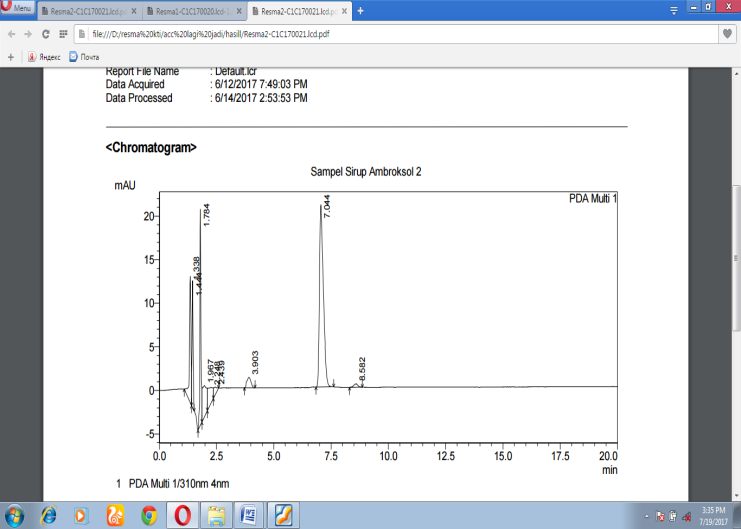 Menu
Resma2-C1C170021.lcd.pd
Resma1-C1C170020.lcd
Resma2-C1C170021.lcd.pdf
file:///D:/resma%20kti/acc%20lagi%20jadi/hasill/Resma2-C1C170021.lcd.pdf
Яндекс
Почта
Report File Name : Default.lcr
Data Acquired : 6/12/2017 7:49:03 PM
Data Processed : 6/14/2017 2:53:53 PM
<Chromatogram>
Sampel Sirup Ambroksol 2
mAU
PDA Multi 1
20
15
10
5
0
-5
1.338
1.784
1.967
2.439
3.903
7.044
8.582
0.0 2.5 5.0 7.5 10.0 12.5 15.0 17.5 20.0
min
1 PDA Multi 1/310nm 4nm
3:35 PM
7/19/2017